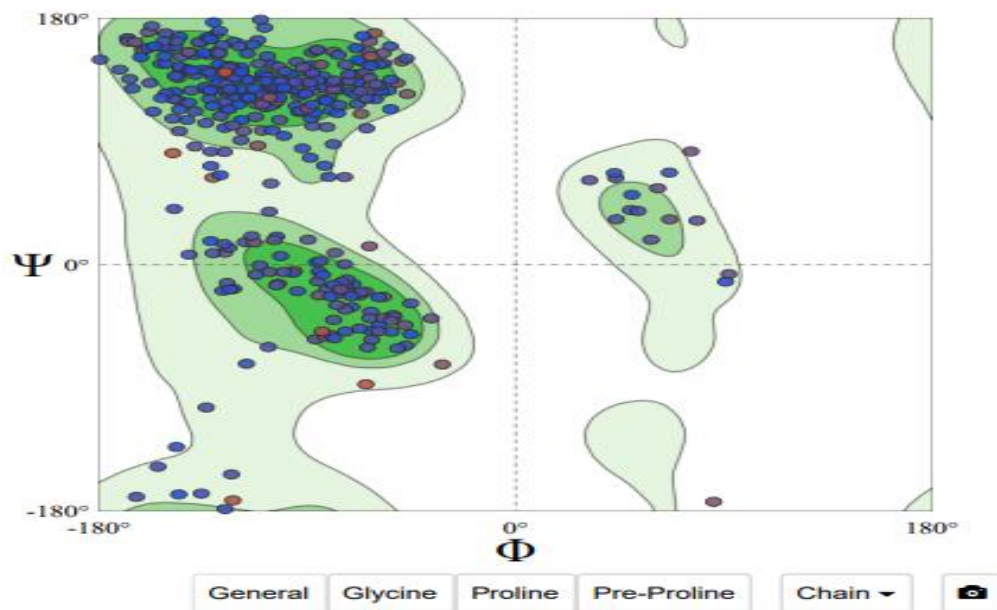 180°
Ψ 0°
-180°
-180° 0° 180°
Φ
General Glycine Proline Pre-Proline Chain